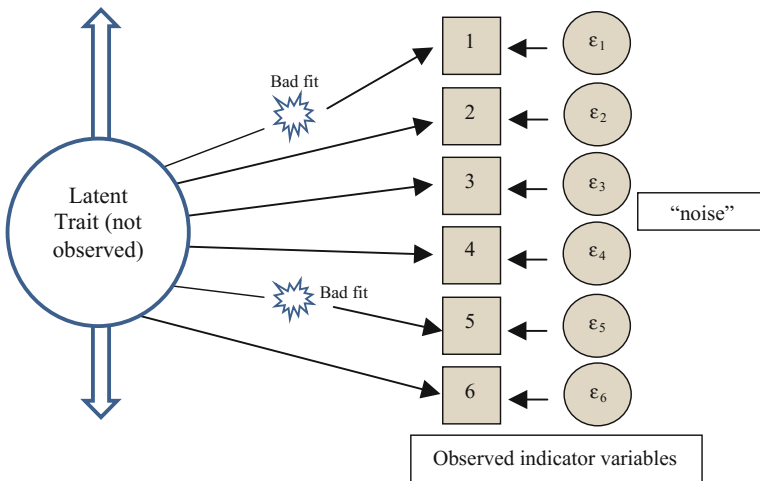 1
ε1
Bad fit
2
ε2
Latent
Trait (not
observed)
3
ε3
“noise”
4
ε4
Bad fit
5
ε5
6
ε6
Observed indicator variables